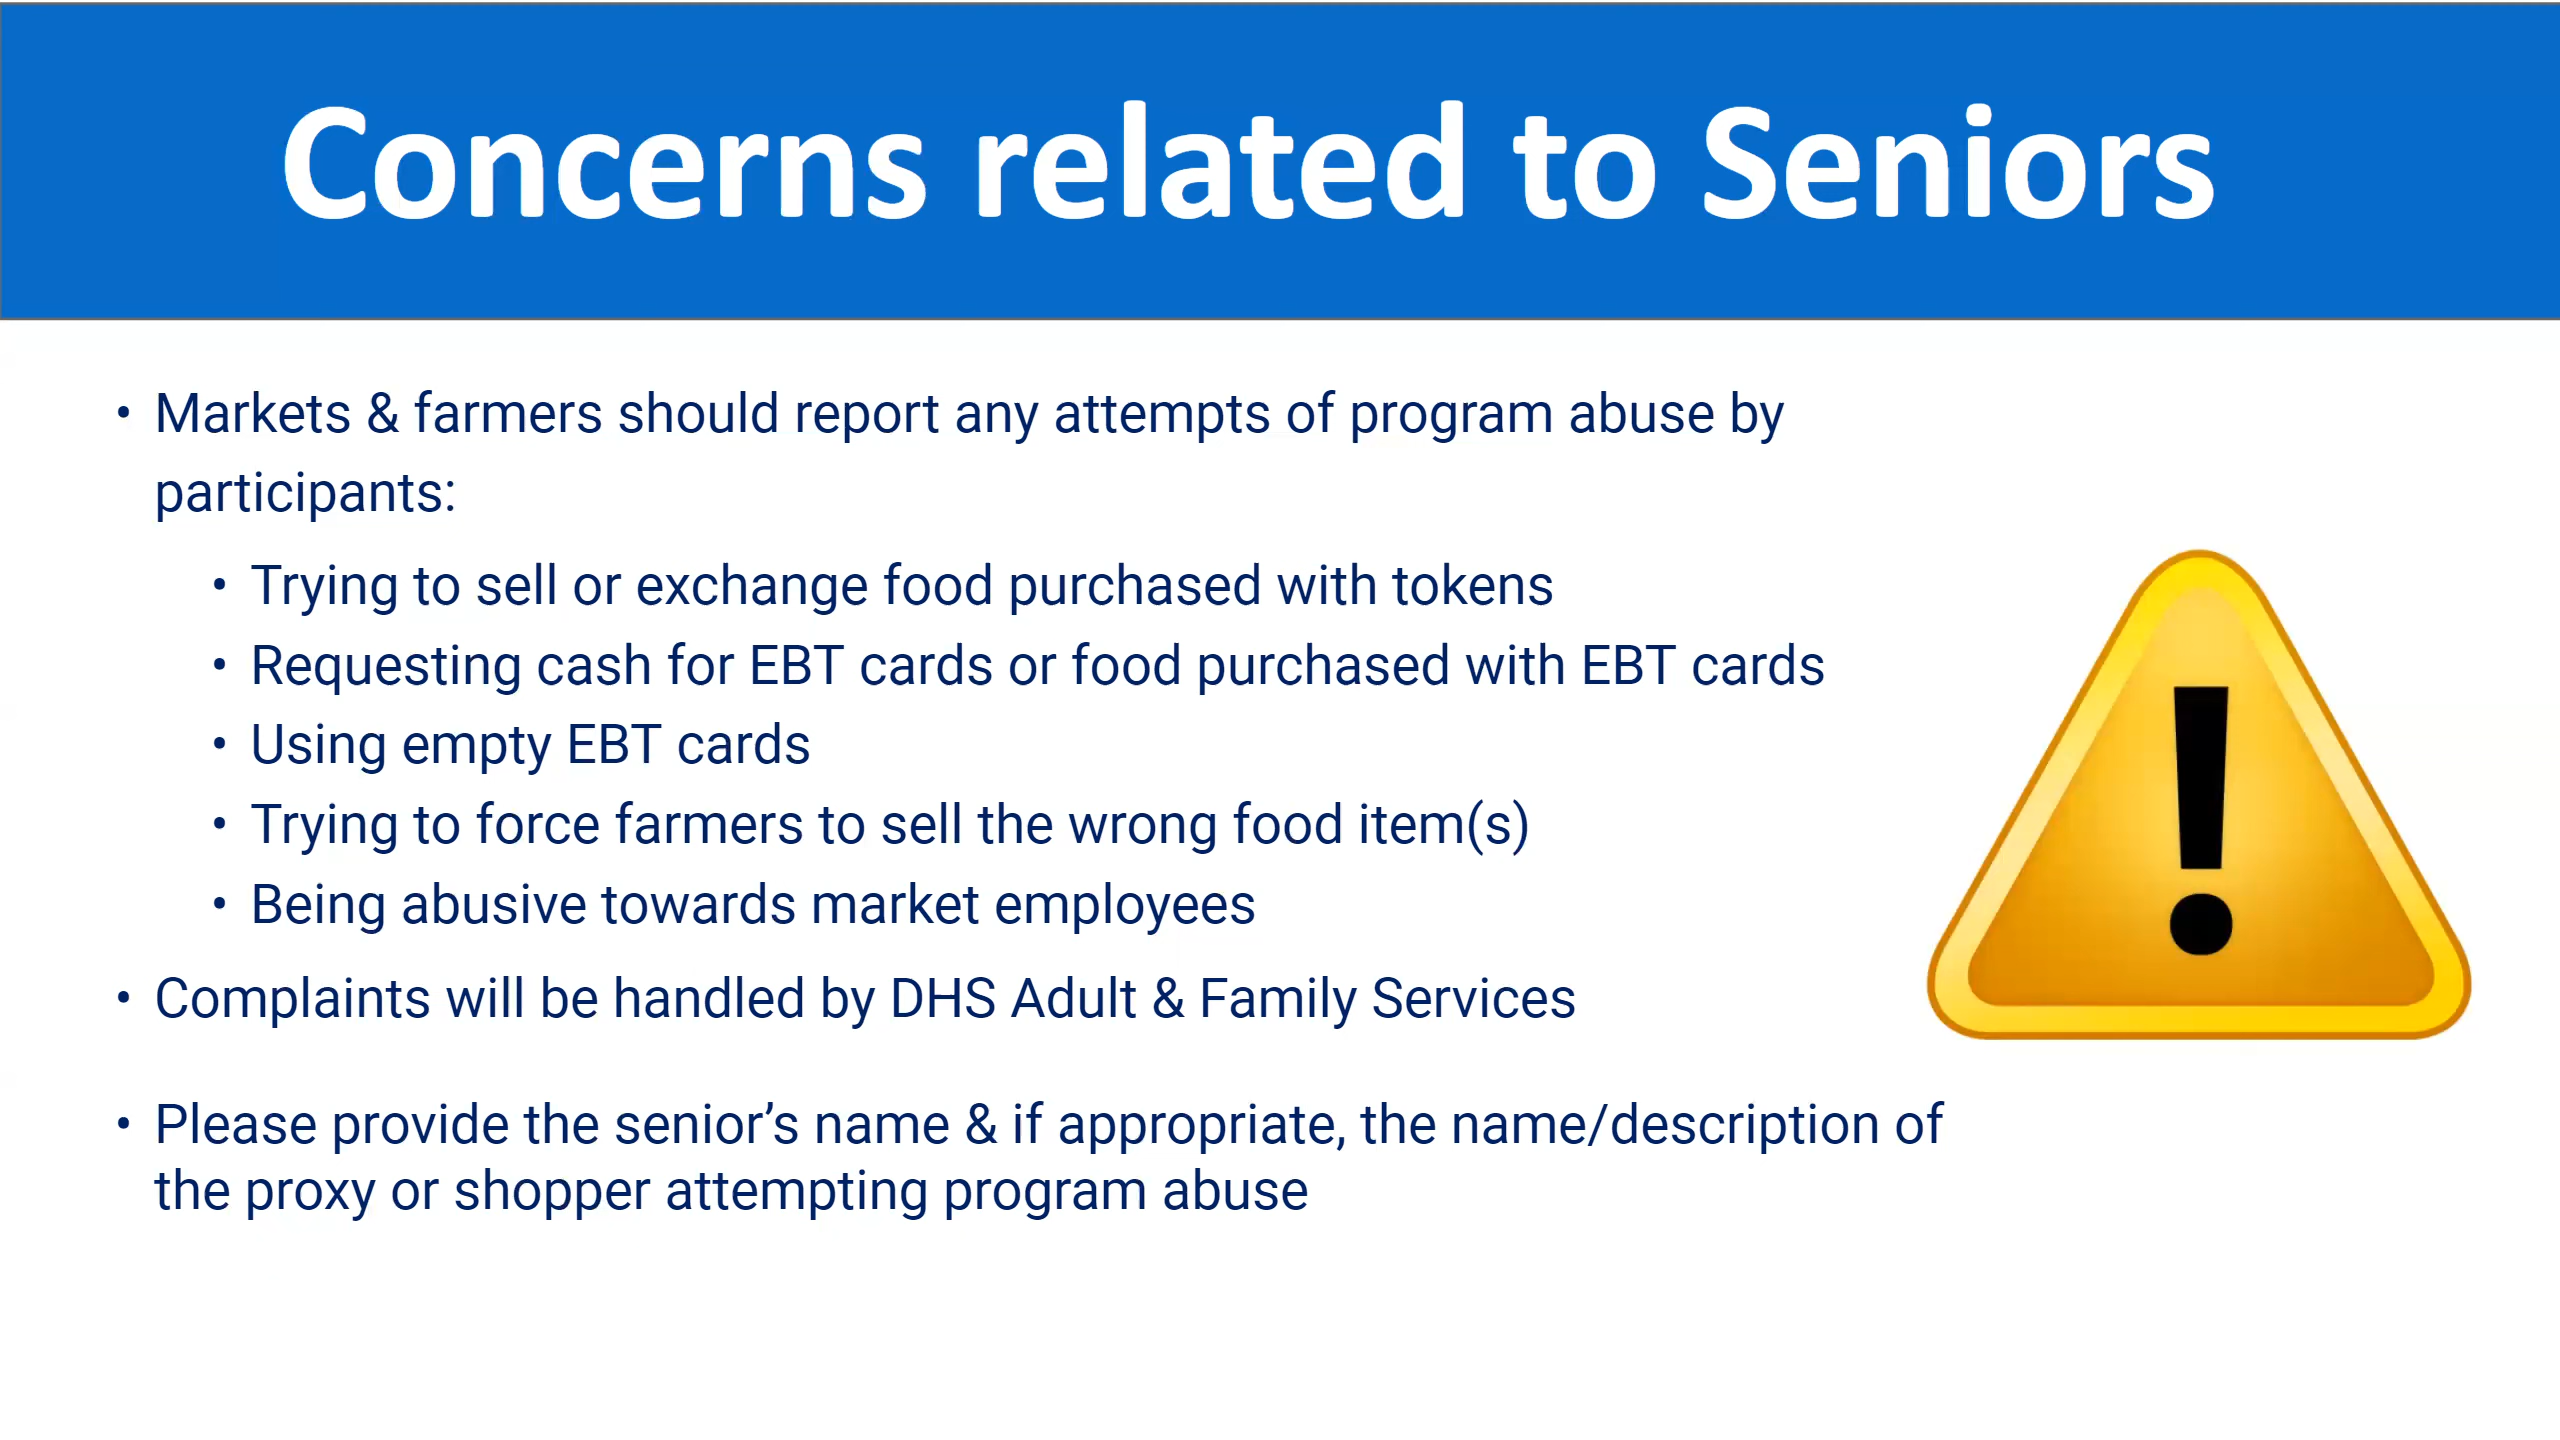 Concerns related to Seniors
• Markets & farmers should report any attempts of program abuse by
participants:
• Trying to sell or exchange food purchased with tokens
• Requesting cash for EBT cards or food purchased with EBT cards
• Using empty EBT cards
• Trying to force farmers to sell the wrong food item(s)
• Being abusive towards market employees
• Complaints will be handled by DHS Adult & Family Services
• Please provide the senior’s name & if appropriate, the name/description of
the proxy or shopper attempting program abuse